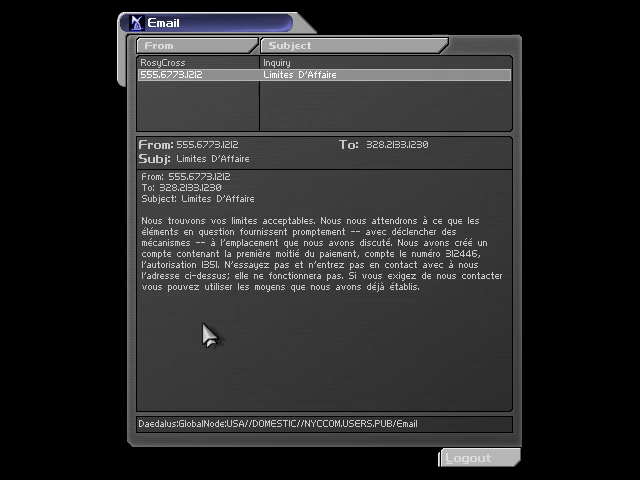 Email
From Subject
RosyCross Inquiry
555.6773.1212 Limites D'Affaire
From: 555.6773.1212 To: 328.2133.1230
Subj: Limites D'Affaire
From: 555.6773.1212
To: 328.2133.1230
Subject: Limites D'Affaire
Nous trouvons vos limites acceptables. Nous nous attendrons à ce que les
éléments en question fournissent promptement -- avec déclencher des
mécanismes -- à l'emplacement que nous avons discuté. Nous avons créé un
compte contenant la première moitié du paiement, compte le numéro 312446,
l'autorisation 1351. N'essayez pas et n'entrez pas en contact avec à nous
l'adresse ci-dessus; elle ne fonctionnera pas. Si vous exigez de nous contacter
vous pouvez utiliser les moyens que nous avons déjà établis.
Daedalus:GlobalNode:USA//DOMESTIC//NYCCOM.USERS.PUB/Email
Logout